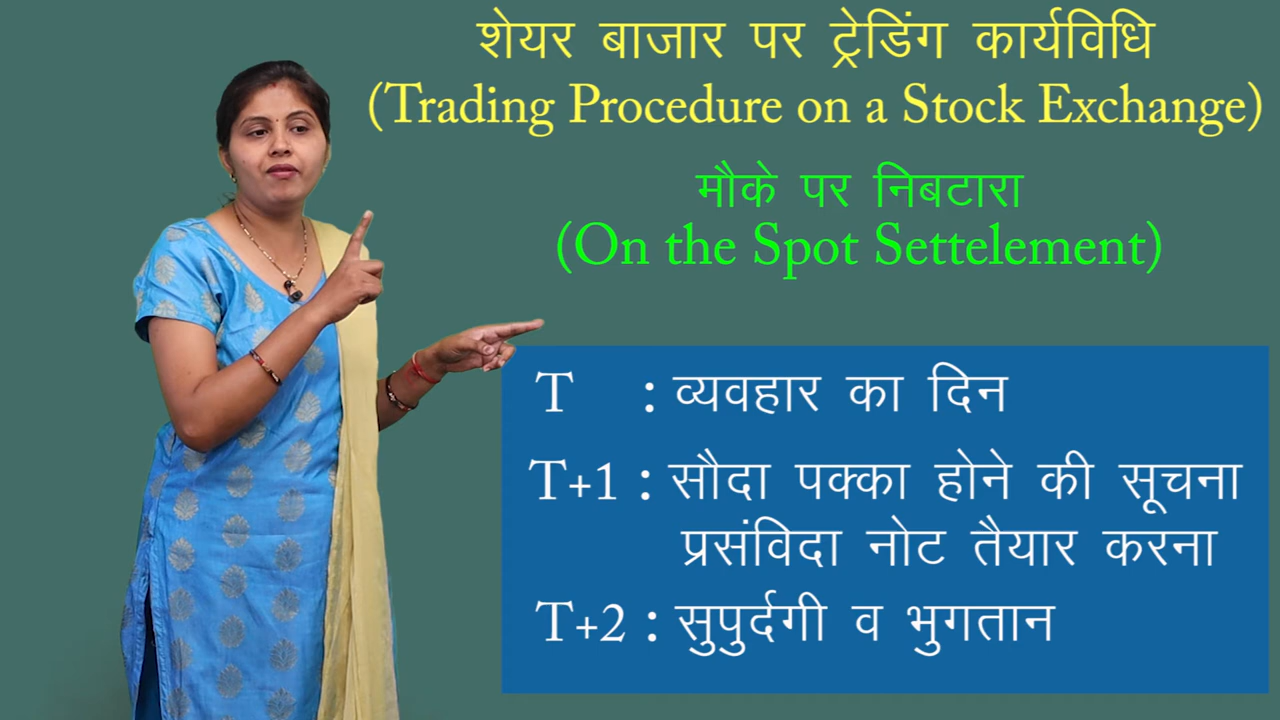 शेयर बाजार पर ट्रेडिंग कार्यविधि
(Trading Procedure on a Stock Exchange)
मौके पर निबटारा
(On the Spot Settelement)
T : व्यवहार का दिन
T+1 : सौदा पक्का होने की सूचना
प्रसंविदा नोट तैयार करना
T+2 : सुपुर्दगी व भुगतान